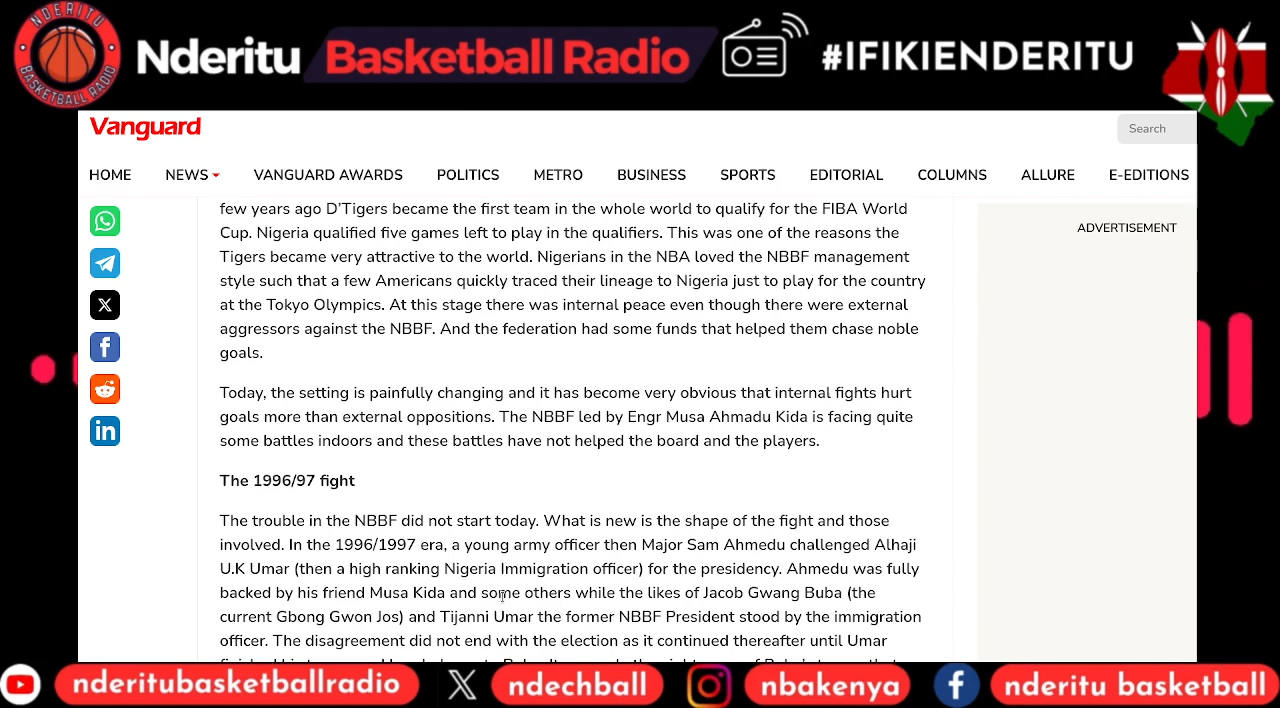 NDERITU
BASKETBALL RADIO
Nderitu Basketball Radio #IFIKIENDERITU
Vanguard
Search
HOME NEWS VANGUARD AWARDS POLITICS METRO BUSINESS SPORTS EDITORIAL COLUMNS ALLURE E-EDITIONS
few years ago D’Tigers became the first team in the whole world to qualify for the FIBA World
Cup. Nigeria qualified five games left to play in the qualifiers. This was one of the reasons the
Tigers became very attractive to the world. Nigerians in the NBA loved the NBBF management
style such that a few Americans quickly traced their lineage to Nigeria just to play for the country
at the Tokyo Olympics. At this stage there was internal peace even though there were external
aggressors against the NBBF. And the federation had some funds that helped them chase noble
goals.
Today, the setting is painfully changing and it has become very obvious that internal fights hurt
goals more than external oppositions. The NBBF led by Engr Musa Ahmadu Kida is facing quite
some battles indoors and these battles have not helped the board and the players.
The 1996/97 fight
The trouble in the NBBF did not start today. What is new is the shape of the fight and those
involved. In the 1996/1997 era, a young army officer then Major Sam Ahmedu challenged Alhaji
U.K Umar (then a high ranking Nigeria Immigration officer) for the presidency. Ahmedu was fully
backed by his friend Musa Kida and some others while the likes of Jacob Gwang Buba (the
current Gbong Gwon Jos) and Tijanni Umar the former NBBF President stood by the immigration
officer. The disagreement did not end with the election as it continued thereafter until Umar
ADVERTISEMENT
nderitubasketballradio ndechball nbakenya nderitu basketball